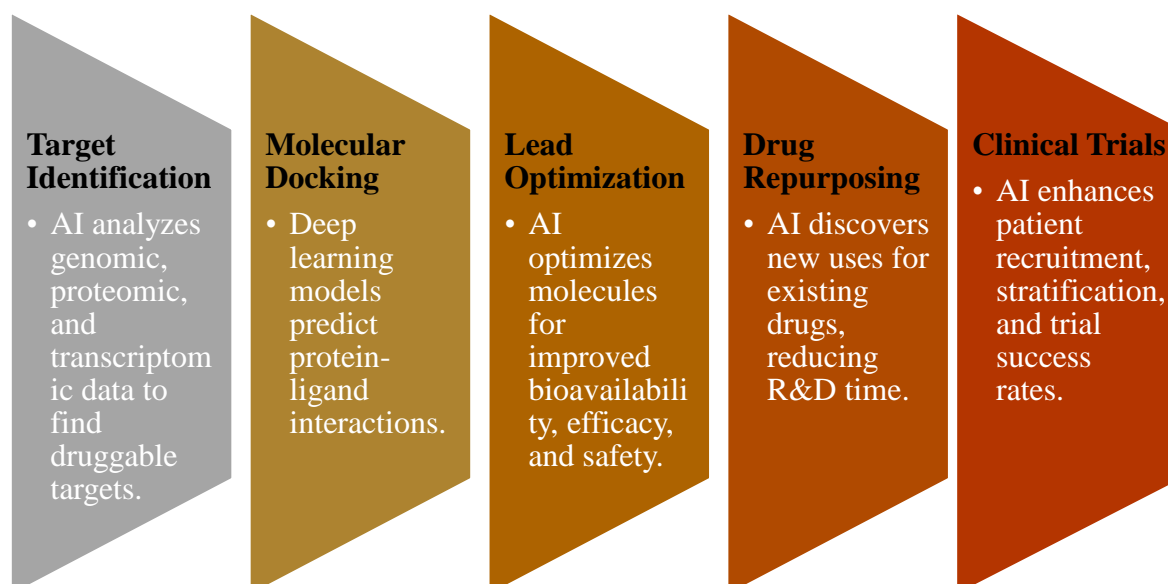 Target
Identification
• AI analyzes
genomic,
proteomic,
and
transcriptom
ic data to
find
druggable
targets.
Molecular
Docking
• Deep
learning
models
predict
protein-
ligand
interactions.
Lead
Optimization
• AI
optimizes
molecules
for
improved
bioavailabili
ty, efficacy,
and safety.
Drug
Repurposing
• AI discovers
new uses for
existing
drugs,
reducing
R&D time.
Clinical Trials
• AI enhances
patient
recruitment,
stratification,
and trial
success
rates.